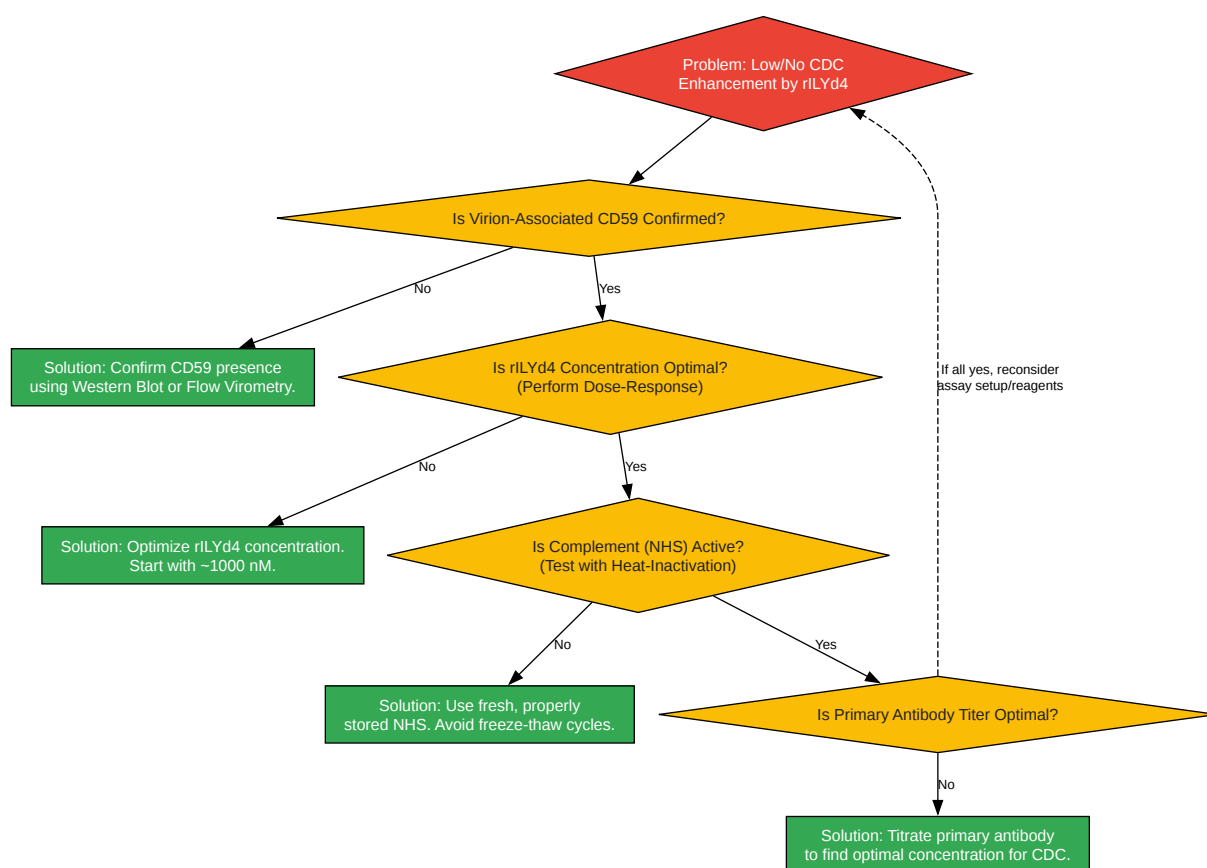 Problem: Low/No CDC
Enhancement by rILYd4
Is Virion-Associated CD59 Confirmed?
No
Yes
Solution: Confirm CD59 presence
using Western Blot or Flow Virometry.
Is rILYd4 Concentration Optimal?
(Perform Dose-Response)
If all yes, reconsider
assay setup/reagents
No
Yes
Solution: Optimize rILYd4 concentration.
Start with ~1000 nM.
Is Complement (NHS) Active?
(Test with Heat-Inactivation)
No
Yes
Solution: Use fresh, properly
stored NHS. Avoid freeze-thaw cycles.
Is Primary Antibody Titer Optimal?
No
Solution: Titrate primary antibody
to find optimal concentration for CDC.